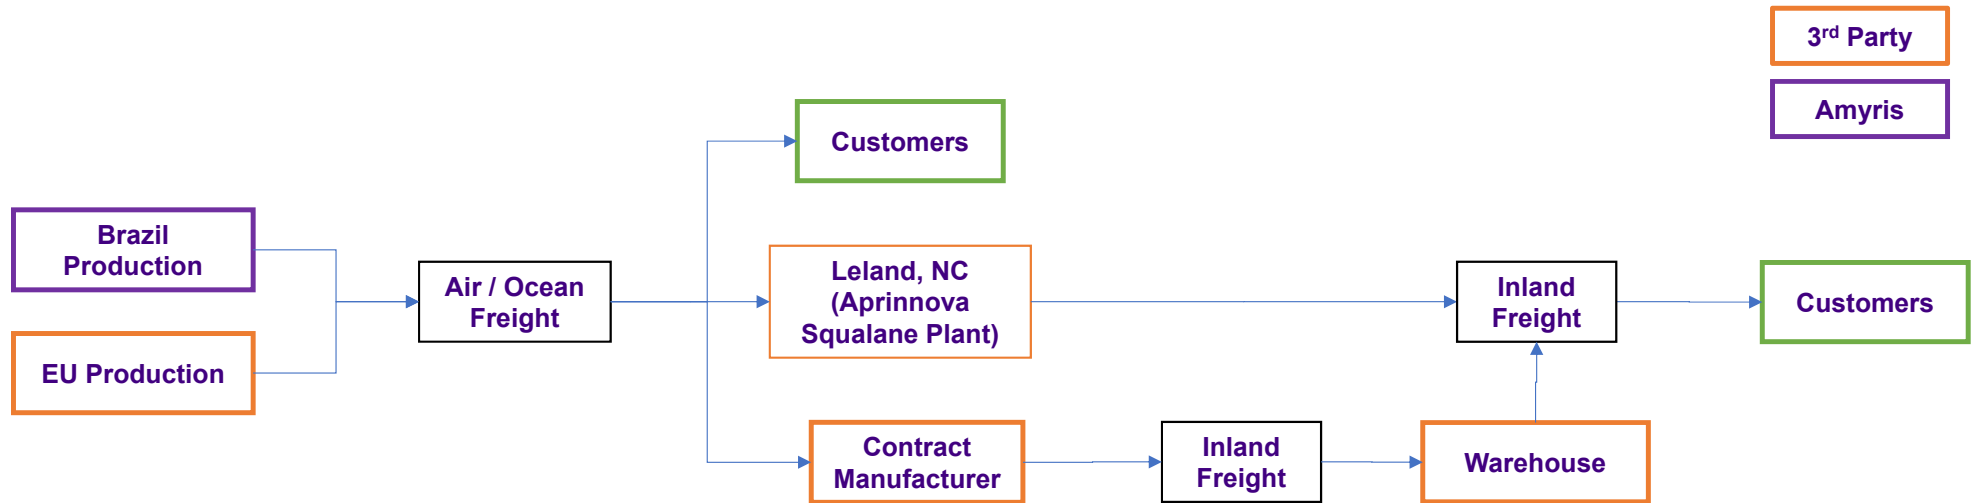 3rd Party
Amyris
Customers
Brazil
Production
EU Production
Air / Ocean
Freight
Leland, NC
(Aprinnova
Squalane Plant)
Inland
Freight
Customers
Contract
Manufacturer
Inland
Freight
Warehouse